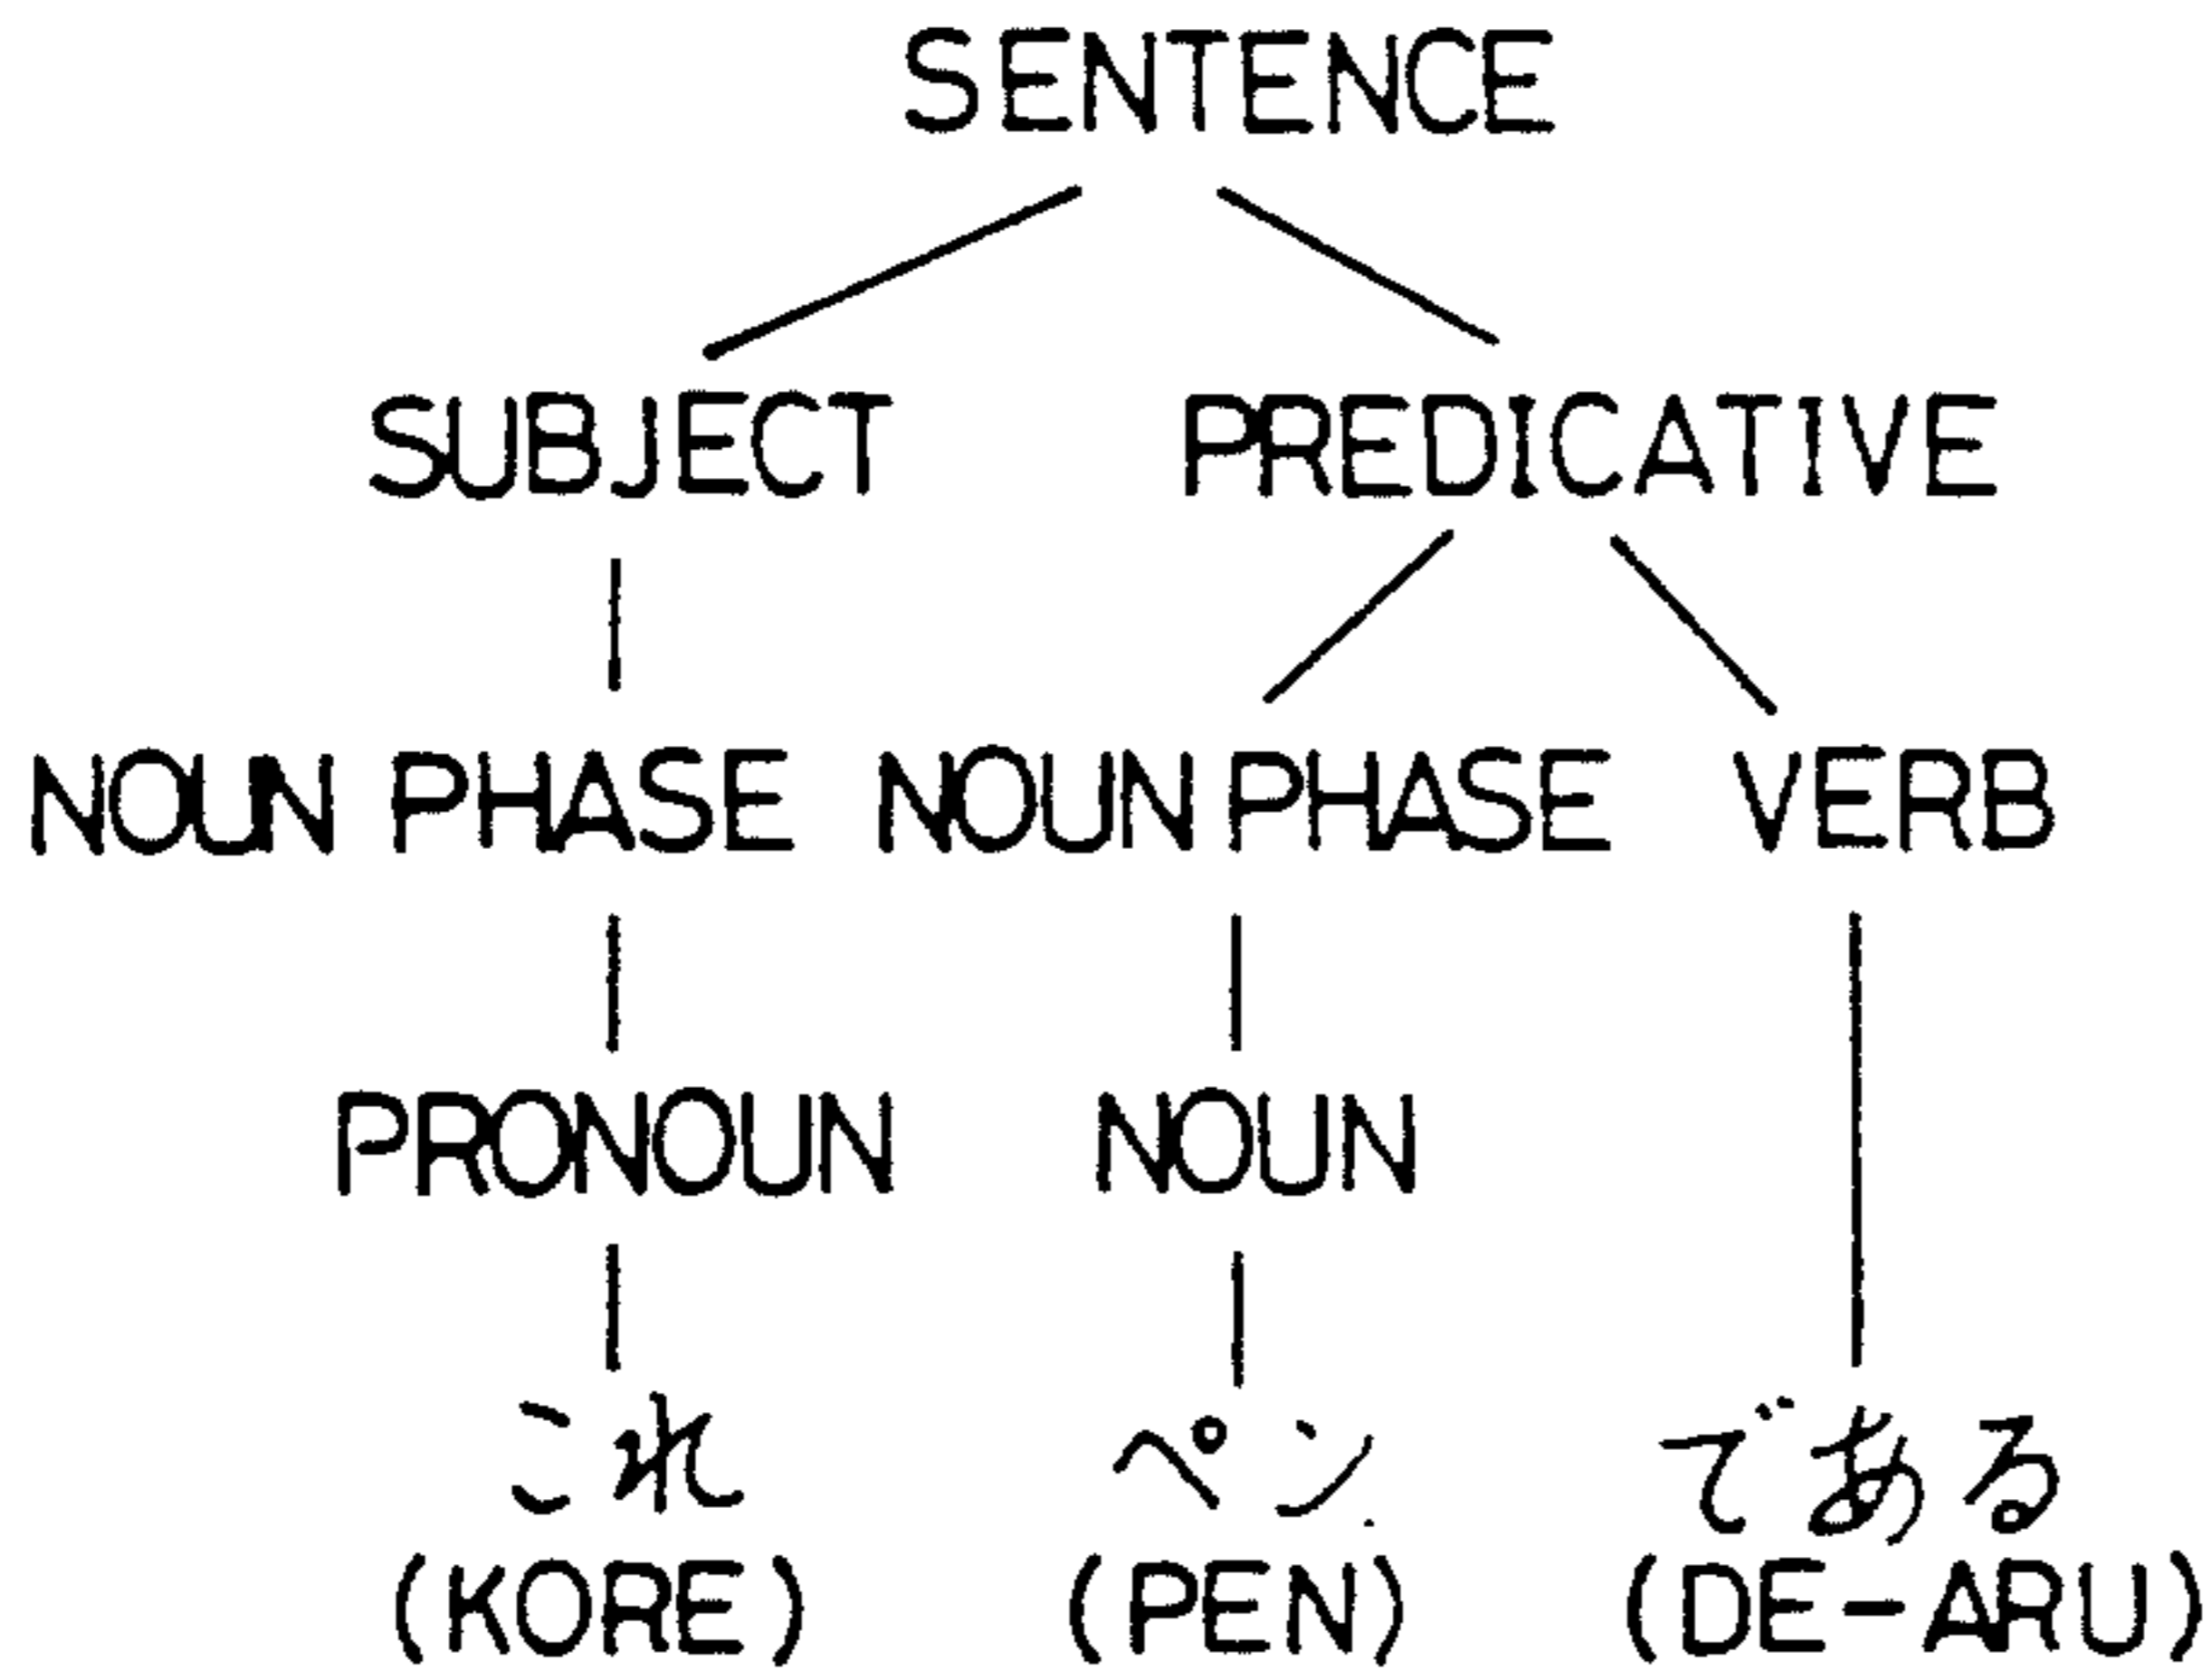 SENTENCE
SUBJECT PREDICATIVE
NOUN PHASE NOUN PHASE VERB
PRONOUN NOUN
これ ペン である
(KORE) (PEN) (DE-ARU)